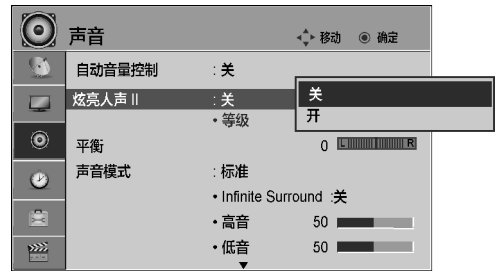 声音 移动 确定
自动音量控制 : 关
炫亮人声 II : 关
• 等级
关
开
平衡 0 L R
声音模式 : 标准
• Infinite Surround :关
• 高音 50
• 低音 50